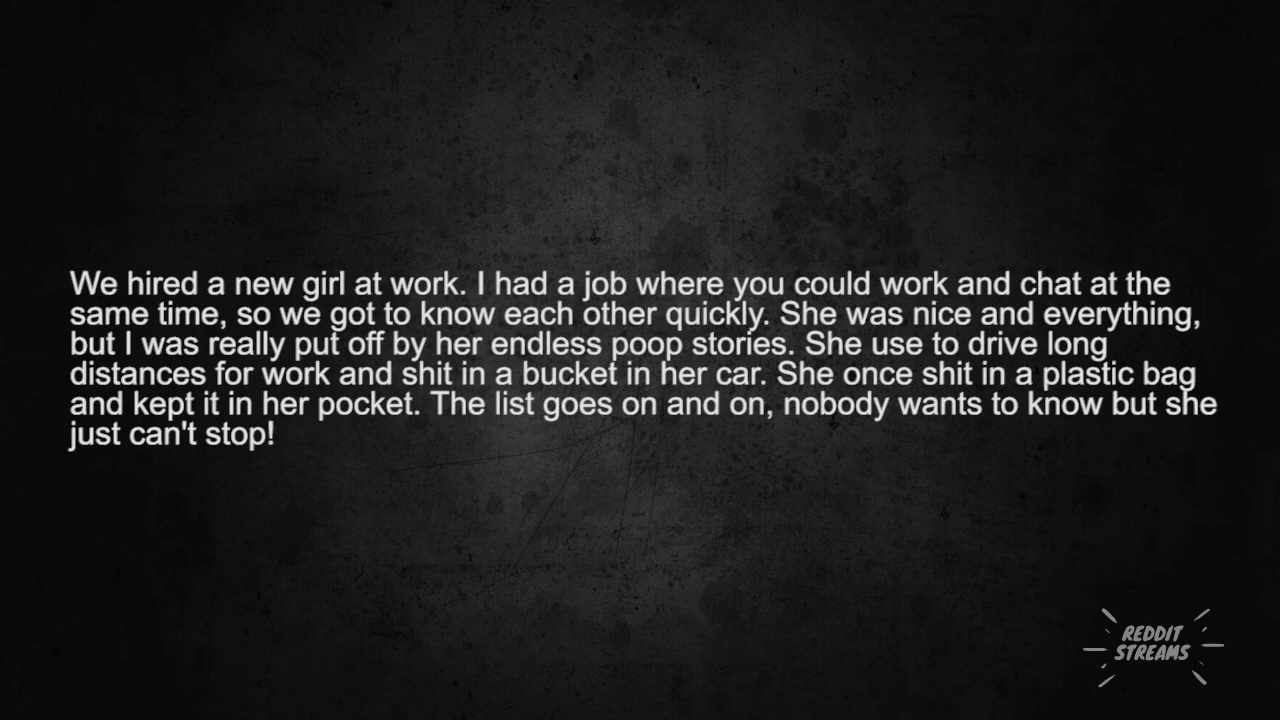 We hired a new girl at work. I had a job where you could work and chat at the
same time, so we got to know each other quickly. She was nice and everything,
but I was really put off by her endless poop stories. She use to drive long
distances for work and shit in a bucket in her car. She once shit in a plastic bag
and kept it in her pocket. The list goes on and on, nobody wants to know but she
just can't stop!
REDDIT
STREAMS